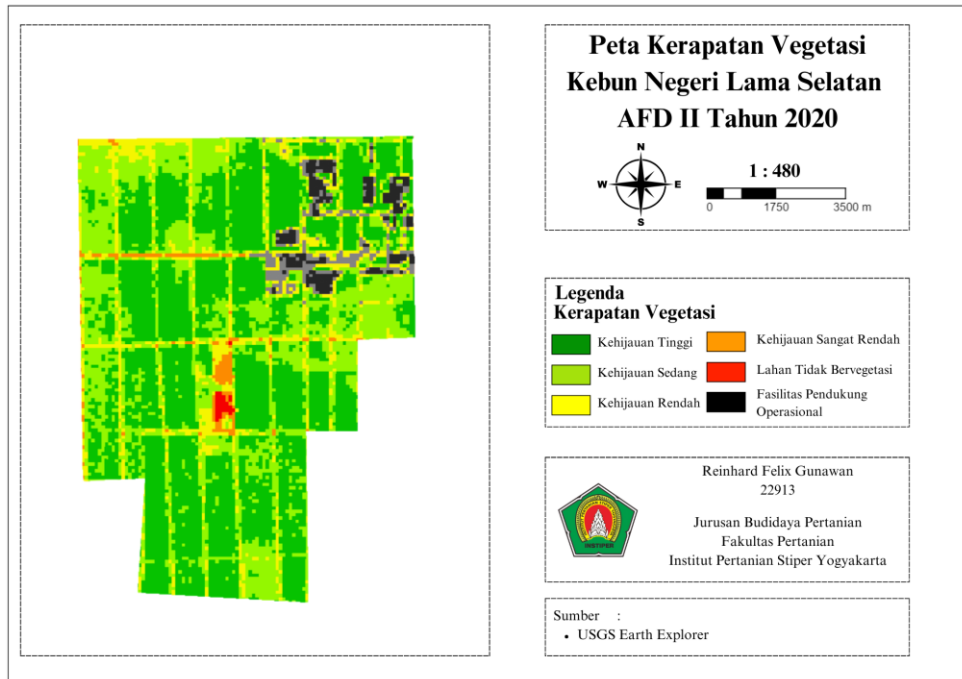 Peta Kerapatan Vegetasi
Kebun Negeri Lama Selatan
AFD II Tahun 2020
N
W E
S
1 : 480
0 1750 3500 m
Legenda
Kerapatan Vegetasi
Kehijauan Tinggi
Kehijauan Sedang
Kehijauan Rendah
Kehijauan Sangat Rendah
Lahan Tidak Bervegetasi
Fasilitas Pendukung
Operasional
Reinhard Felix Gunawan
22913
Jurusan Budidaya Pertanian
Fakultas Pertanian
Institut Pertanian Stiper Yogyakarta
INSTIPER
Sumber :
• USGS Earth Explorer